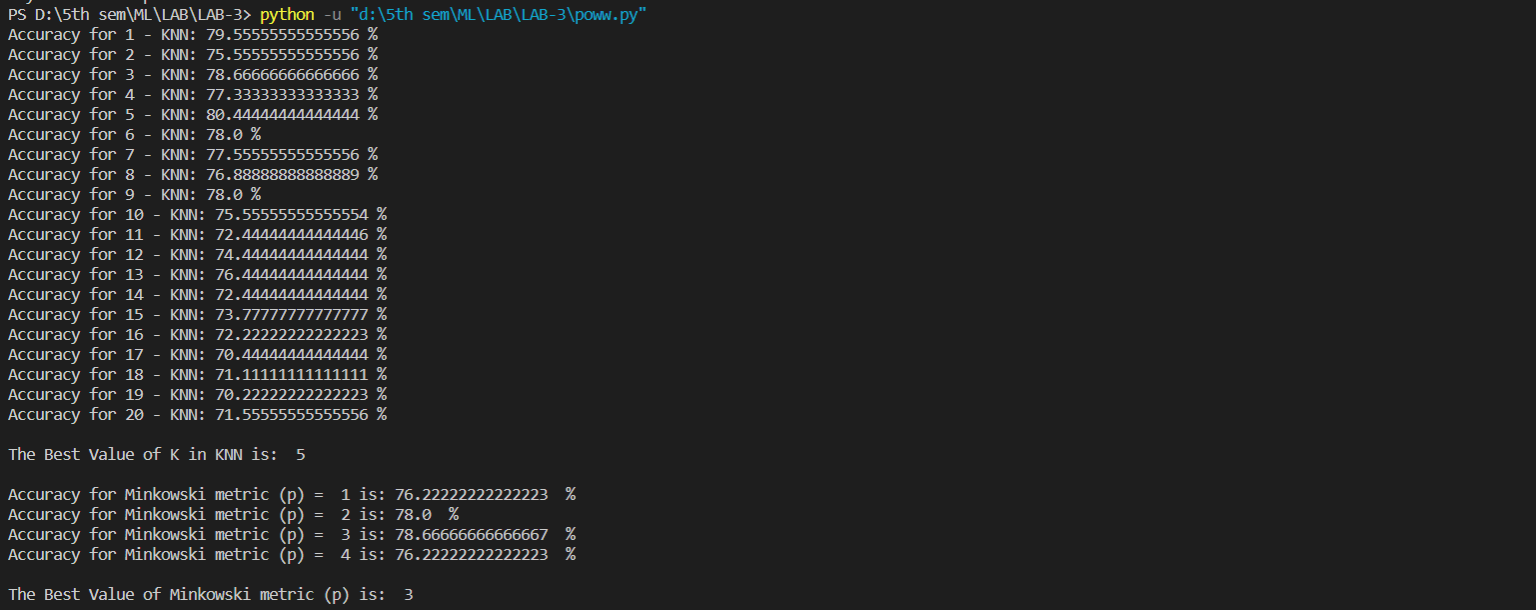 PS D:\5th sem\ML\LAB\LAB-3> python -u "d:\5th sem\ML\LAB\LAB-3\poww.py"
Accuracy for 1 - KNN: 79.55555555555556 %
Accuracy for 2 - KNN: 75.55555555555556 %
Accuracy for 3 - KNN: 78.66666666666666 %
Accuracy for 4 - KNN: 77.33333333333333 %
Accuracy for 5 - KNN: 80.44444444444444 %
Accuracy for 6 - KNN: 78.0 %
Accuracy for 7 - KNN: 77.55555555555556 %
Accuracy for 8 - KNN: 76.88888888888889 %
Accuracy for 9 - KNN: 78.0 %
Accuracy for 10 - KNN: 75.55555555555554 %
Accuracy for 11 - KNN: 72.44444444444446 %
Accuracy for 12 - KNN: 74.44444444444444 %
Accuracy for 13 - KNN: 76.44444444444444 %
Accuracy for 14 - KNN: 72.44444444444444 %
Accuracy for 15 - KNN: 73.77777777777777 %
Accuracy for 16 - KNN: 72.22222222222223 %
Accuracy for 17 - KNN: 70.44444444444444 %
Accuracy for 18 - KNN: 71.11111111111111 %
Accuracy for 19 - KNN: 70.22222222222223 %
Accuracy for 20 - KNN: 71.55555555555556 %
The Best Value of K in KNN is:  5
Accuracy for Minkowski metric (p) =  1 is: 76.22222222222223  %
Accuracy for Minkowski metric (p) =  2 is: 78.0  %
Accuracy for Minkowski metric (p) =  3 is: 78.66666666666667  %
Accuracy for Minkowski metric (p) =  4 is: 76.22222222222223  %
The Best Value of Minkowski metric (p) is:  3